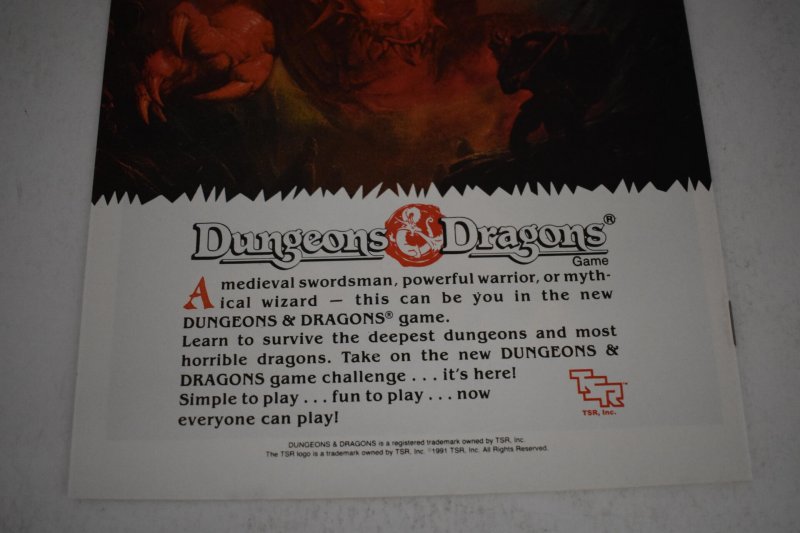 Dungeons & Dragons®
Game
A medieval swordsman, powerful warrior, or myth-
ical wizard — this can be you in the new
DUNGEONS & DRAGONS® game.
Learn to survive the deepest dungeons and most
horrible dragons. Take on the new DUNGEONS &
DRAGONS game challenge . . . it's here!
Simple to play . . . fun to play . . . now
everyone can play!
TSR™
TSR, Inc.
DUNGEONS & DRAGONS is a registered trademark owned by TSR, Inc.
The TSR logo is a trademark owned by TSR, Inc. ©1991 TSR, Inc. All Rights Reserved.